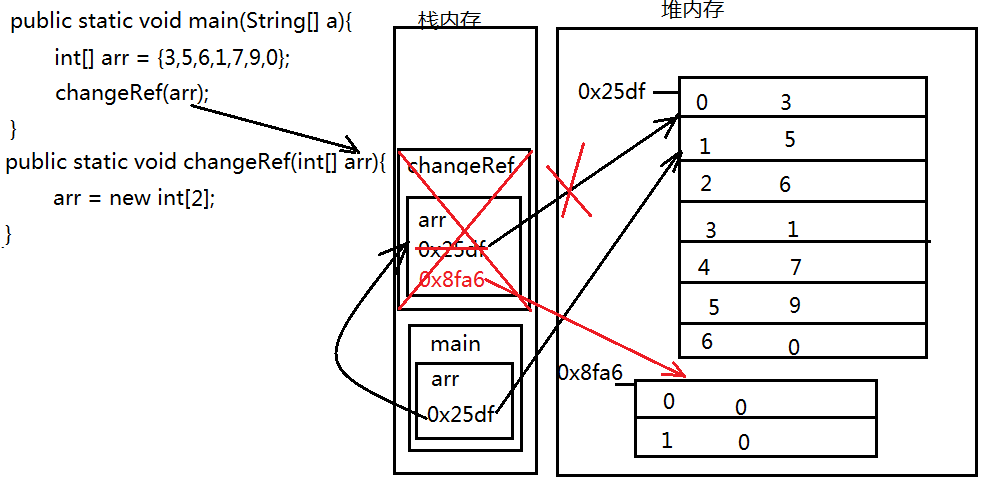 public static void main(String[] a){
int[] arr = {3,5,6,1,7,9,0};
changeRef(arr);
}
public static void changeRef(int[] arr){
arr = new int[2];
}
栈内存
changeRef
arr
0x25df
0x8fa6
main
arr
0x25df
堆内存
0x25df
0 3
1 5
2 6
3 1
4 7
5 9
6 0
0x8fa6
0 0
1 0